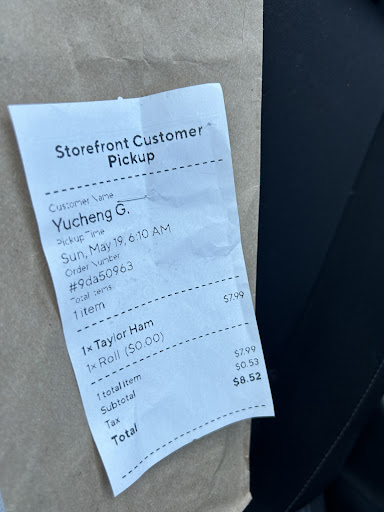 Storefront Customer
Pickup
Customer Name
Yucheng G.
Pickup Time
Sun, May 19, 6:10 AM
Order Number
#9da50963
Total Items
1 item
1x Taylor Ham $7.99
1x Roll ($0.00)
1 total item
Subtotal $7.99
Tax $0.53
Total $8.52